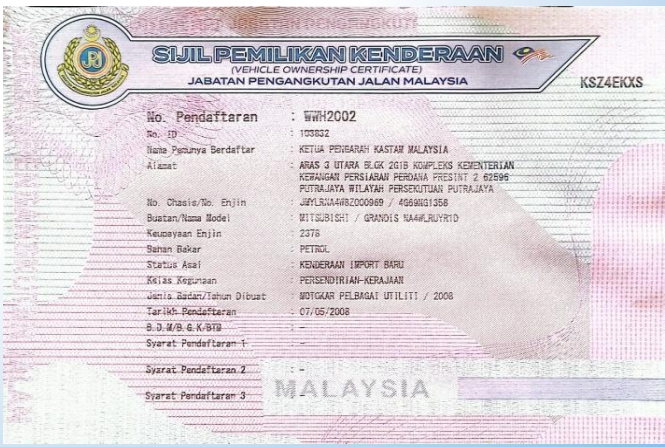 SIJIL PEMILIKAN KENDERAAN
(VEHICLE OWNERSHIP CERTIFICATE)
JABATAN PENGANGKUTAN JALAN MALAYSIA
KSZ4EKXS
No. Pendaftaran : WWH2002
No. ID : 103832
Nama Pemunya Berdaftar : KETUA PENGARAH KASTAM MALAYSIA
Alamat : ARAS 3 UTARA BLOK 2G1B KOMPLEKS KEMENTERIAN
KEWANGAN PERSIARAN PERDANA PRESINT 2 62596
PUTRAJAYA WILAYAH PERSEKUTUAN PUTRAJAYA
No. Chasis/No. Enjin : JMYLRNA4W8Z000969 / 4G69NG1358
Buatan/Nama Model : MITSUBISHI / GRANDIS NA4WLRUYR1D
Keupayaan Enjin : 2378
Bahan Bakar : PETROL
Status Asal : KENDERAAN IMPORT BARU
Kelas Kegunaan : PERSENDIRIAN-KERAJAAN
Jenis Badan/Tahun Dibuat : MOTOKAR PELBAGAI UTILITI / 2008
Tarikh Pendaftaran : 07/05/2008
B.D.M/B.G.K/BTM : -
Syarat Pendaftaran 1 : -
Syarat Pendaftaran 2 : -
MALAYSIA
Syarat Pendaftaran 3 : -